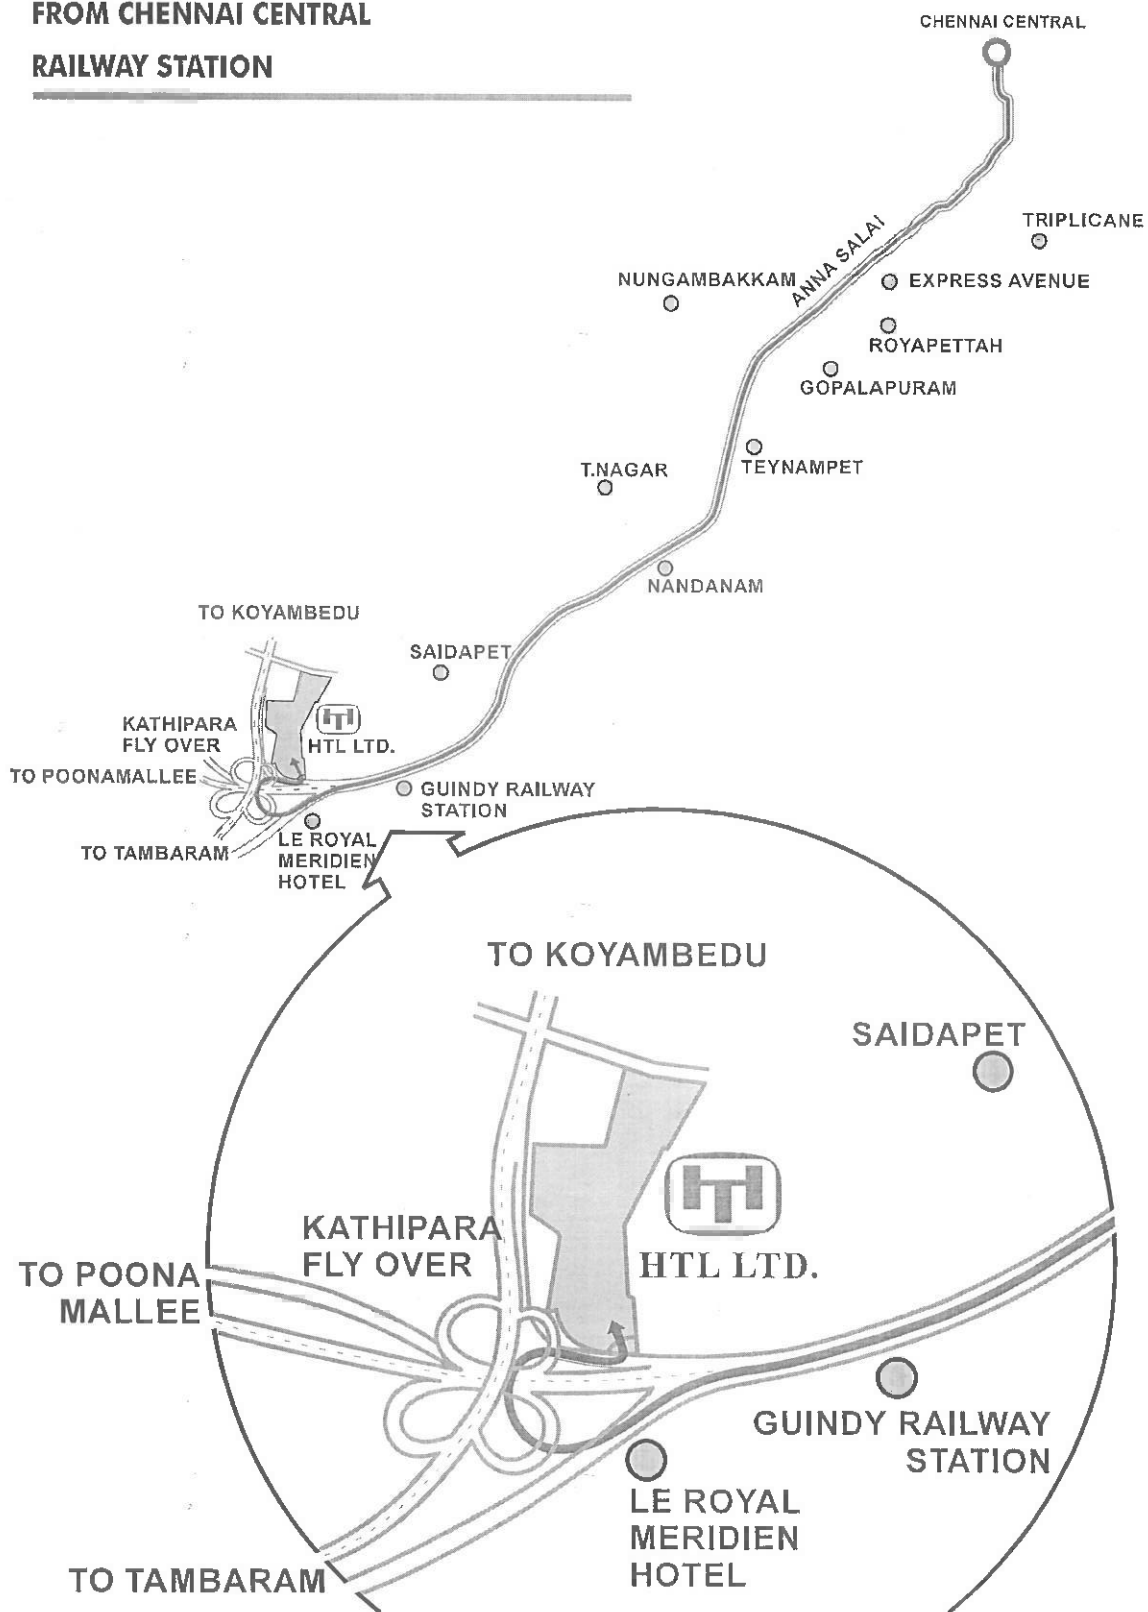 FROM CHENNAI CENTRAL
RAILWAY STATION
CHENNAI CENTRAL
TRIPLICANE
ANNA SALAI
NUNGAMBAKKAM
EXPRESS AVENUE
ROYAPETTAH
GOPALAPURAM
TEYNAMPET
T.NAGAR
NANDANAM
TO KOYAMBEDU
SAIDAPET
KATHIPARA
FLY OVER
HTL LTD.
TO POONAMALLEE
GUINDY RAILWAY
STATION
TO TAMBARAM
LE ROYAL
MERIDIEN
HOTEL
TO KOYAMBEDU
SAIDAPET
KATHIPARA
FLY OVER
HTL LTD.
TO POONA
MALLEE
GUINDY RAILWAY
STATION
LE ROYAL
MERIDIEN
HOTEL
TO TAMBARAM